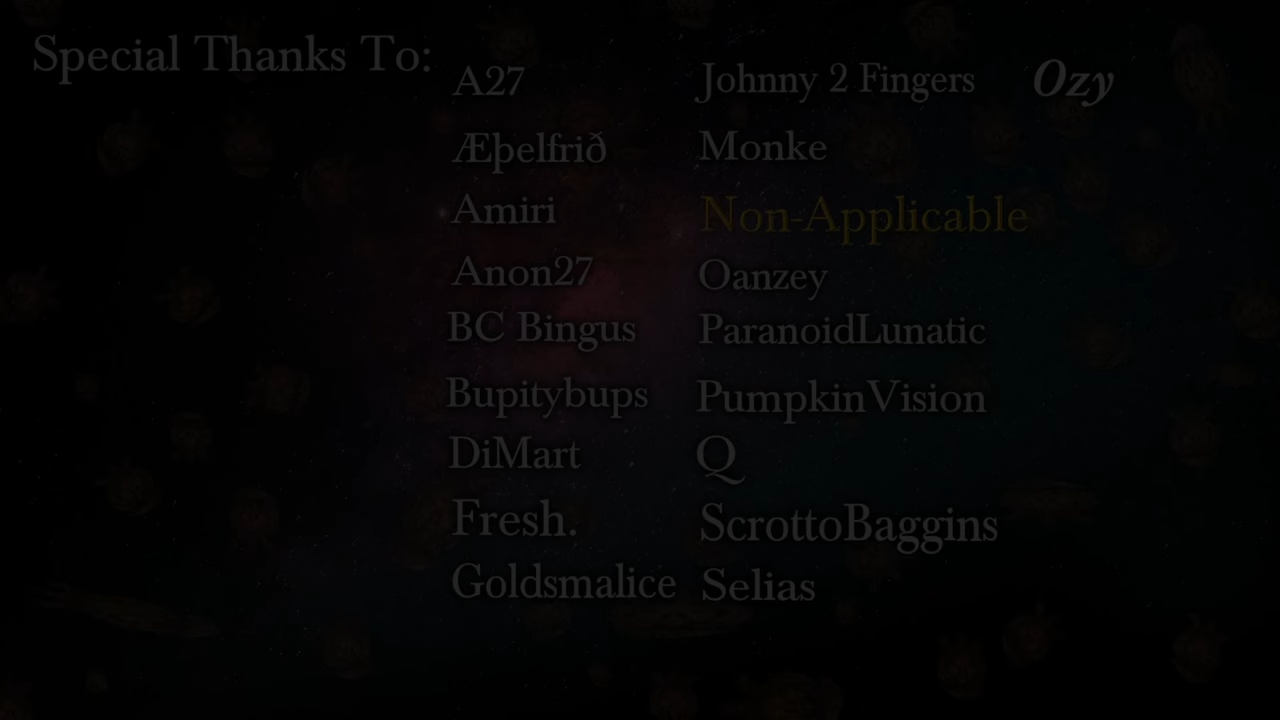 Special Thanks To:
A27
Æþelfrið
Amiri
Anon27
BC Bingus
Bupitybups
DiMart
Fresh.
Goldsmalice
Johnny 2 Fingers
Monke
Non-Applicable
Oanzey
ParanoidLunatic
PumpkinVision
Q
ScrottoBaggins
Selias
Ozy